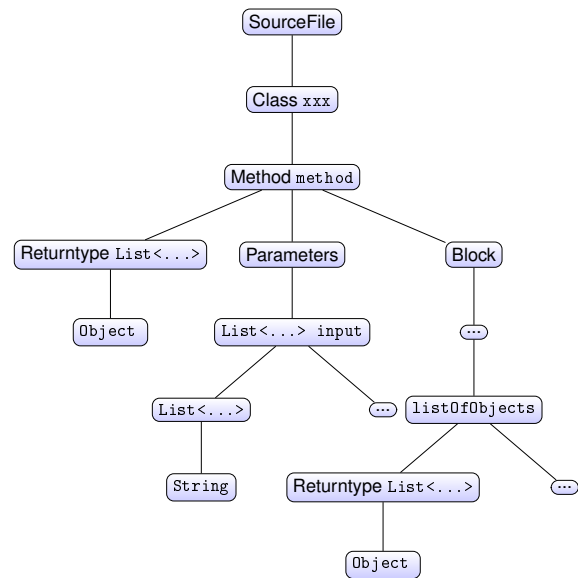 SourceFile
Class xxx
Method method
Returntype List<...>
Parameters
Block
Object
List<...> input
...
List<...>
...
listOfObjects
String
Returntype List<...>
...
Object